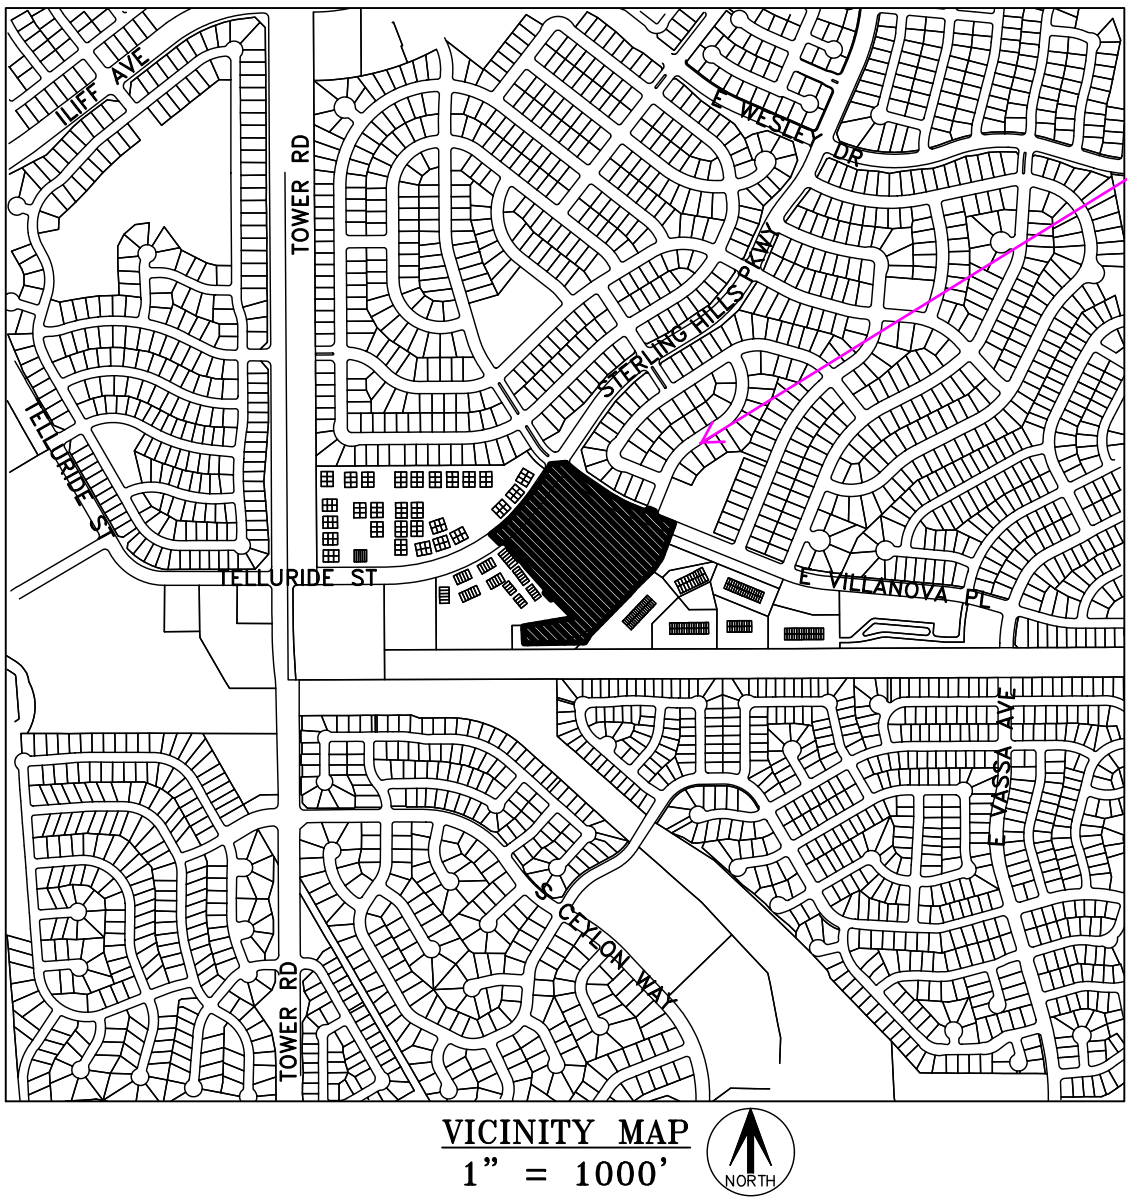 ILIFF AVE
E WESLEY DR
TOWER RD
STERLING HILLS PKWY
TELLURIDE ST
TELLURIDE ST
E VILLANOVA PL
E VASSA AVE
S CEYLON WAY
TOWER RD
VICINITY MAP
1" = 1000'
NORTH